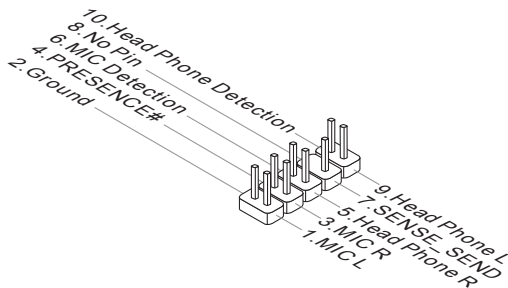 10.Head Phone Detection
8.No Pin
6.MIC Detection
4.PRESENCE#
2.Ground
9.Head Phone L
7.SENSE_SEND
5.Head Phone R
3.MIC R
1.MIC L